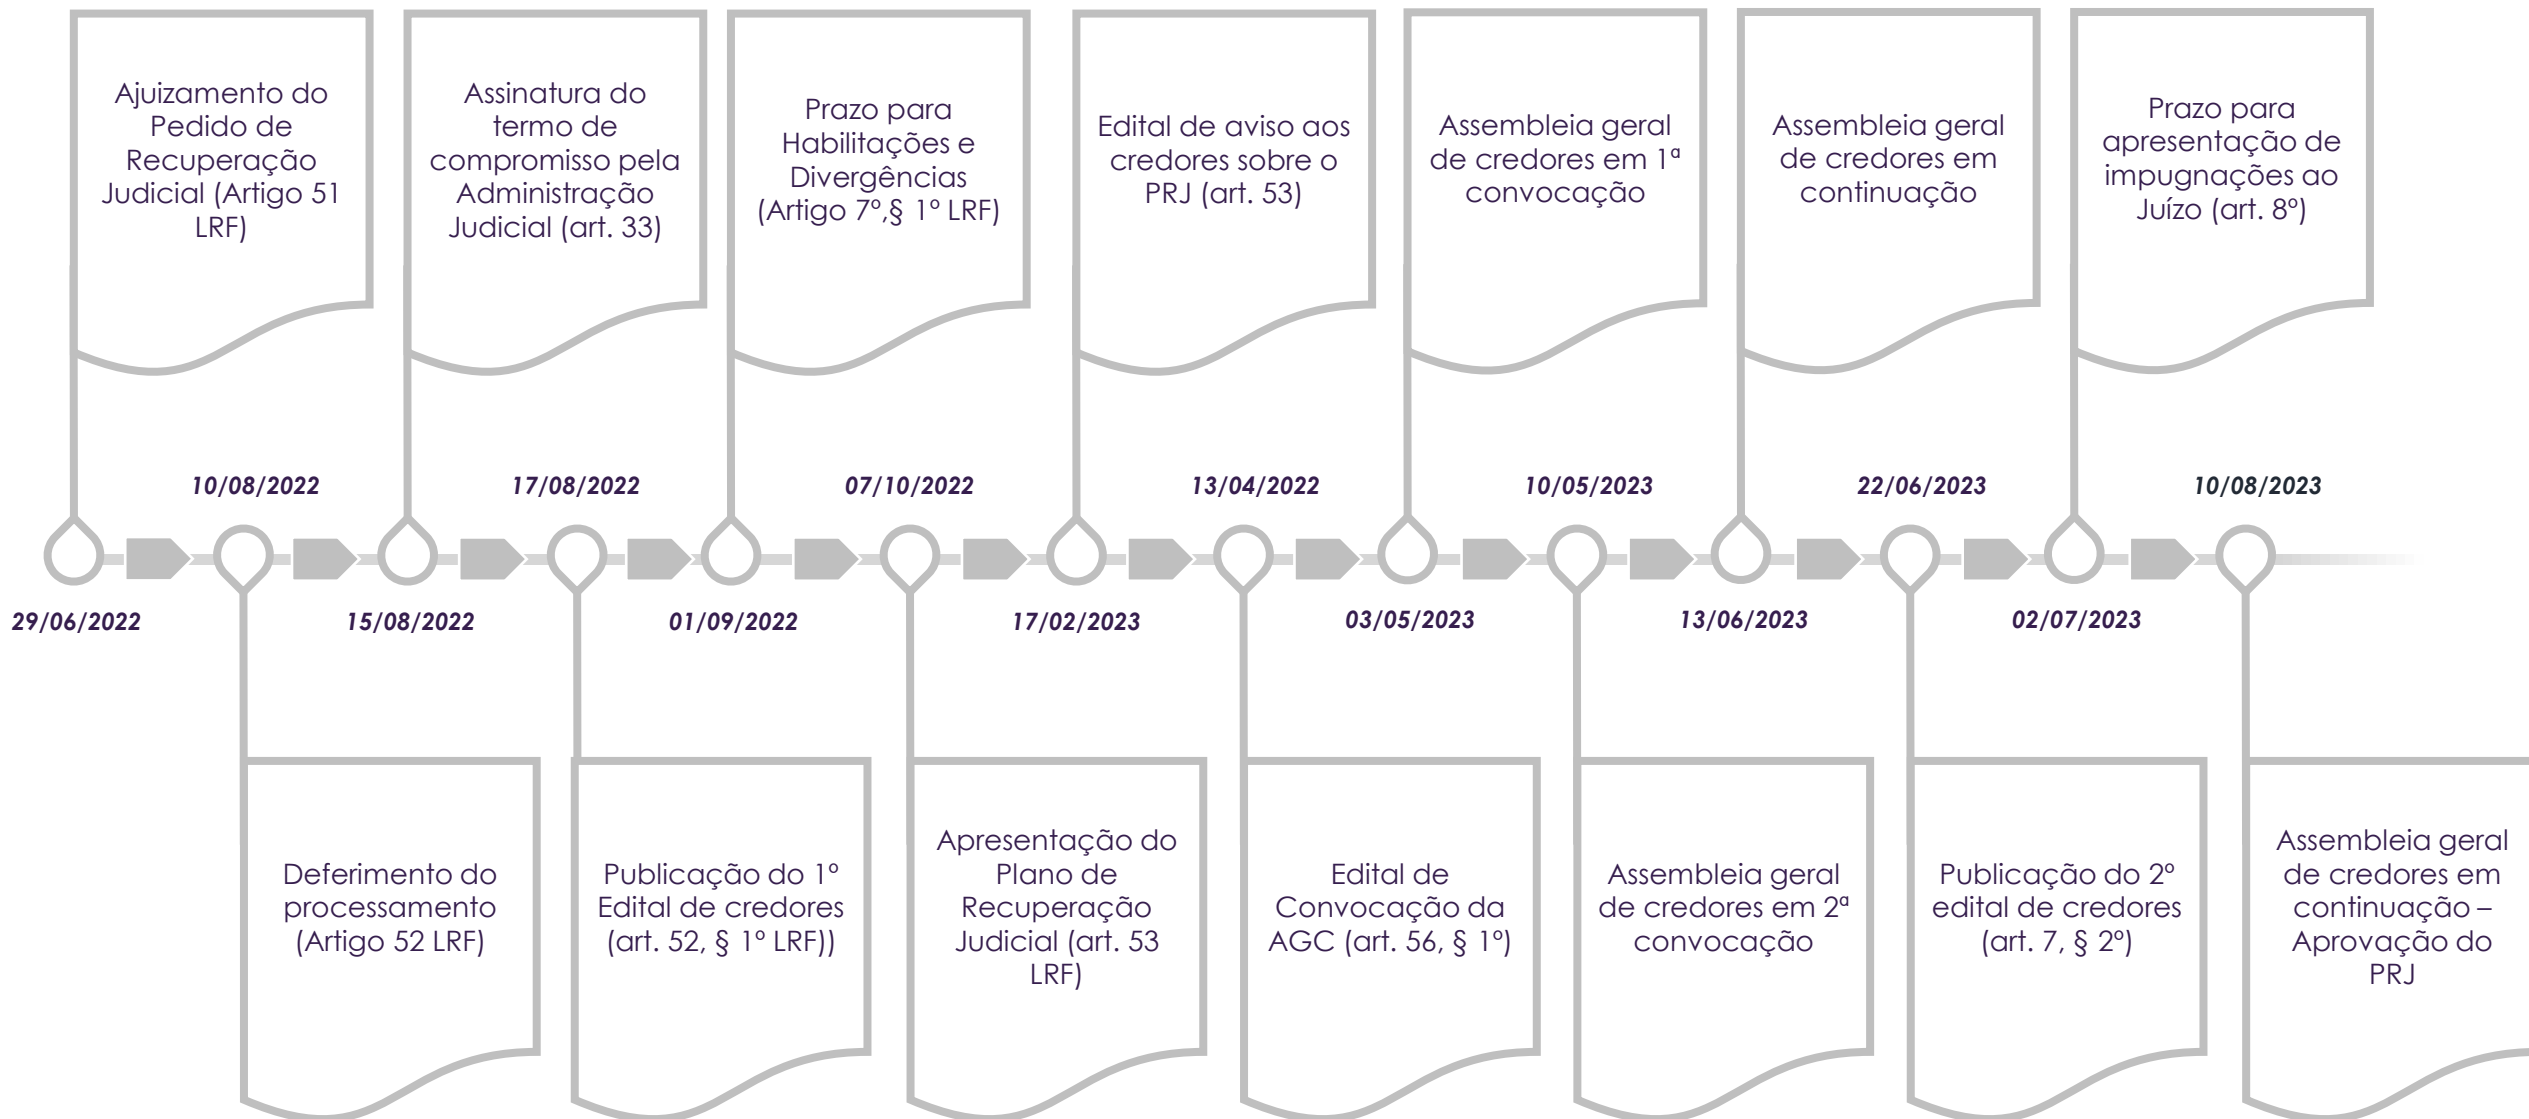 Ajuizamento do
Pedido de
Recuperação
Judicial (Artigo 51
LRF)
Assinatura do
termo de
compromisso pela
Administração
Judicial (art. 33)
Prazo para
Habilitações e
Divergências
(Artigo 7º,§ 1º LRF)
Edital de aviso aos
credores sobre o
PRJ (art. 53)
Assembleia geral
de credores em 1ª
convocação
Assembleia geral
de credores em
continuação
Prazo para
apresentação de
impugnações ao
Juízo (art. 8º)
10/08/2022
17/08/2022
07/10/2022
13/04/2022
10/05/2023
22/06/2023
10/08/2023
29/06/2022
15/08/2022
01/09/2022
17/02/2023
03/05/2023
13/06/2023
02/07/2023
Deferimento do
processamento
(Artigo 52 LRF)
Publicação do 1º
Edital de credores
(art. 52, § 1º LRF))
Apresentação do
Plano de
Recuperação
Judicial (art. 53
LRF)
Edital de
Convocação da
AGC (art. 56, § 1º)
Assembleia geral
de credores em 2ª
convocação
Publicação do 2º
edital de credores
(art. 7, § 2º)
Assembleia geral
de credores em
continuação –
Aprovação do
PRJ